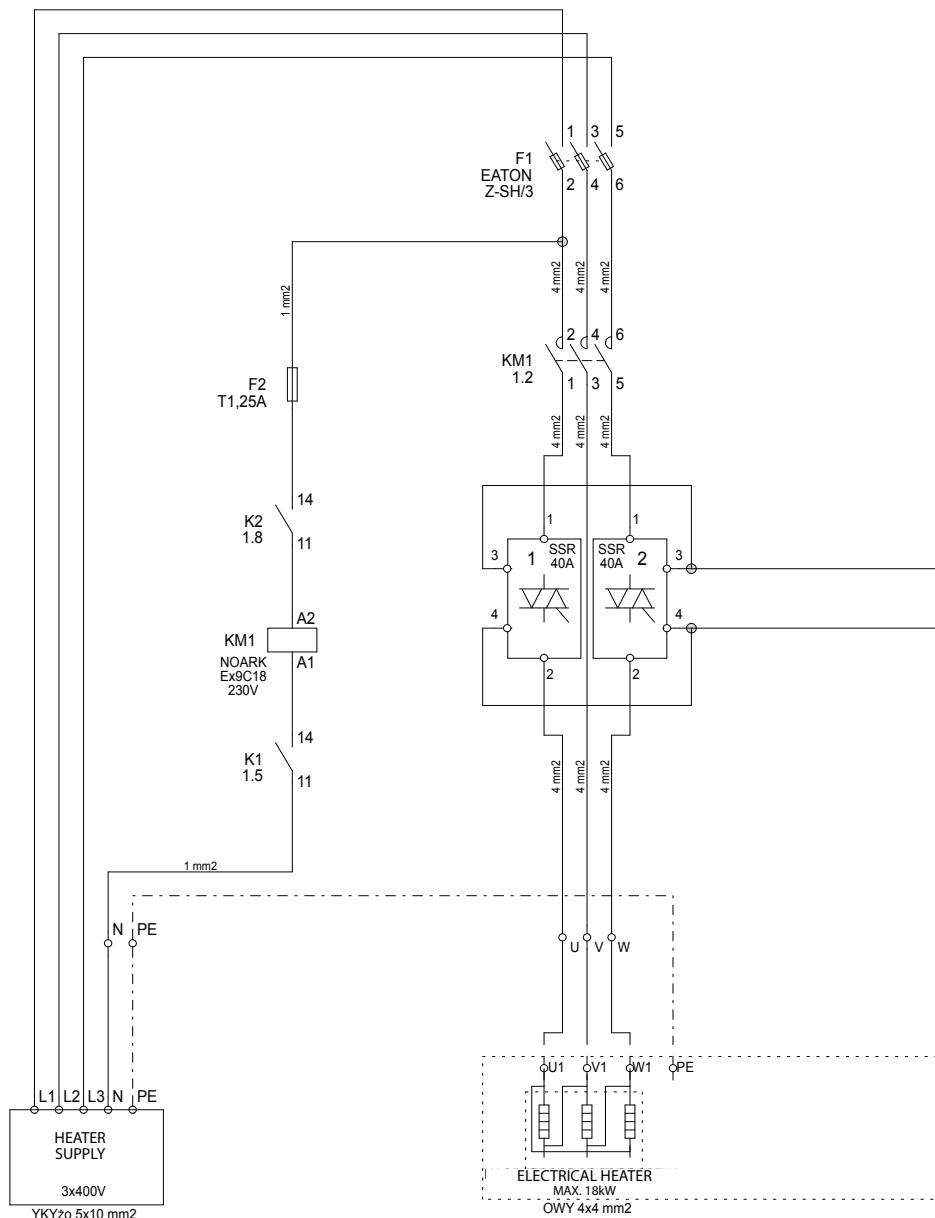 1 3 5
F1
EATON
Z-SH/3
2 4 6
1 mm2
4 mm2
4 mm2
4 mm2
2 4 6
KM1
1.2
1 3 5
F2
T1,25A
4 mm2
4 mm2
4 mm2
14
K2
1.8
11
1
1
3
1
SSR
40A
SSR
40A
2
3
4
4
2
2
A2
KM1
A1
NOARK
Ex9C18
230V
14
K1
1.5
11
4 mm2
4 mm2
4 mm2
1 mm2
N PE
U V W
U1 V1 W1 PE
L1 L2 L3 N PE
HEATER
SUPPLY
3x400V
YKYżo 5x10 mm2
ELECTRICAL HEATER
MAX. 18kW
OWY 4x4 mm2